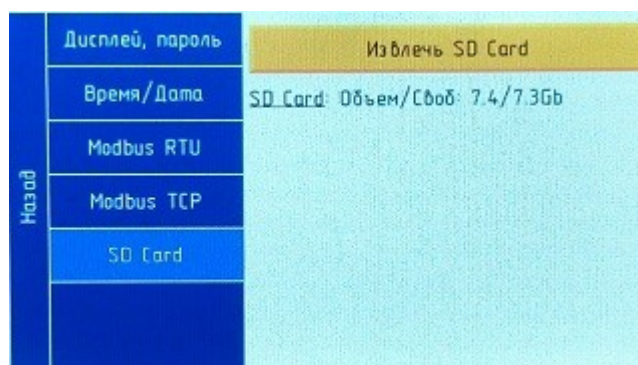 Назад
Дисплей, пароль
Время/Дата
Modbus RTU
Modbus TCP
SD Card
Извлечь SD Card
SD Card: Объем/Своб: 7.4/7.3Gb